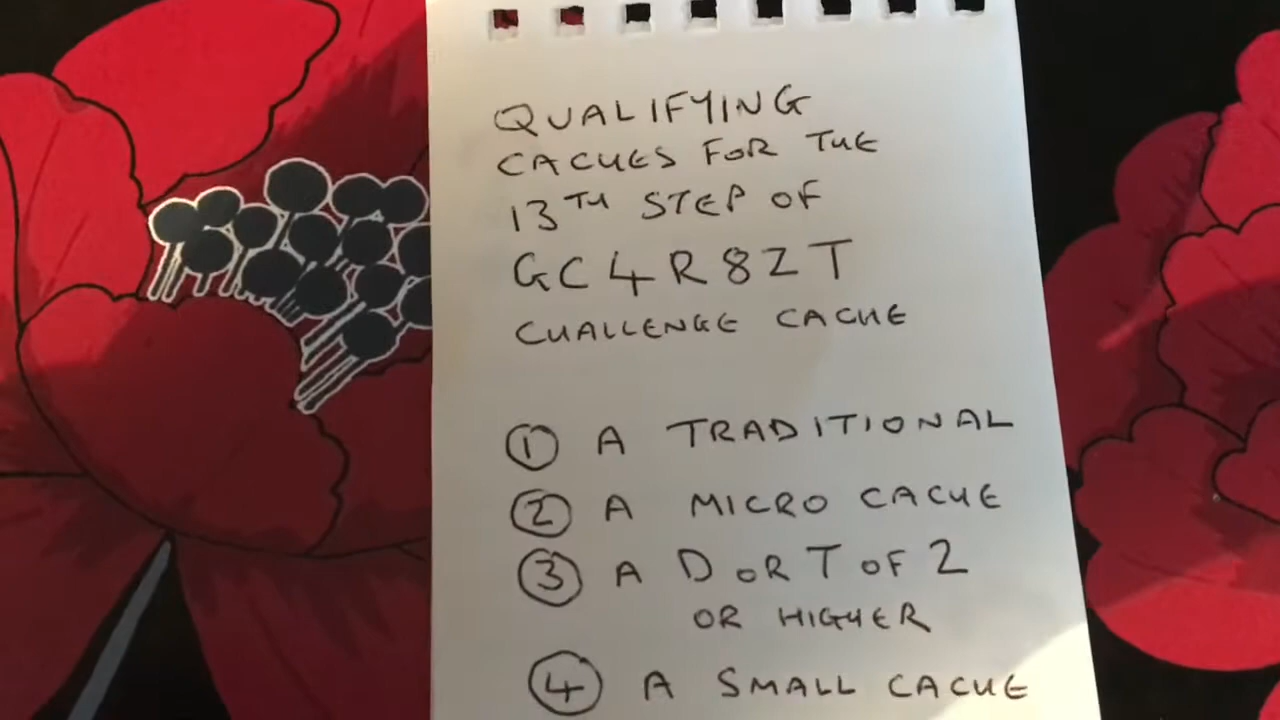 QUALIFYING
CACHES FOR THE
13TH STEP OF
GC4R8ZT
CHALLENGE CACHE
① A TRADITIONAL
② A MICRO CACHE
③ A D OR T OF 2
OR HIGHER
④ A SMALL CACHE